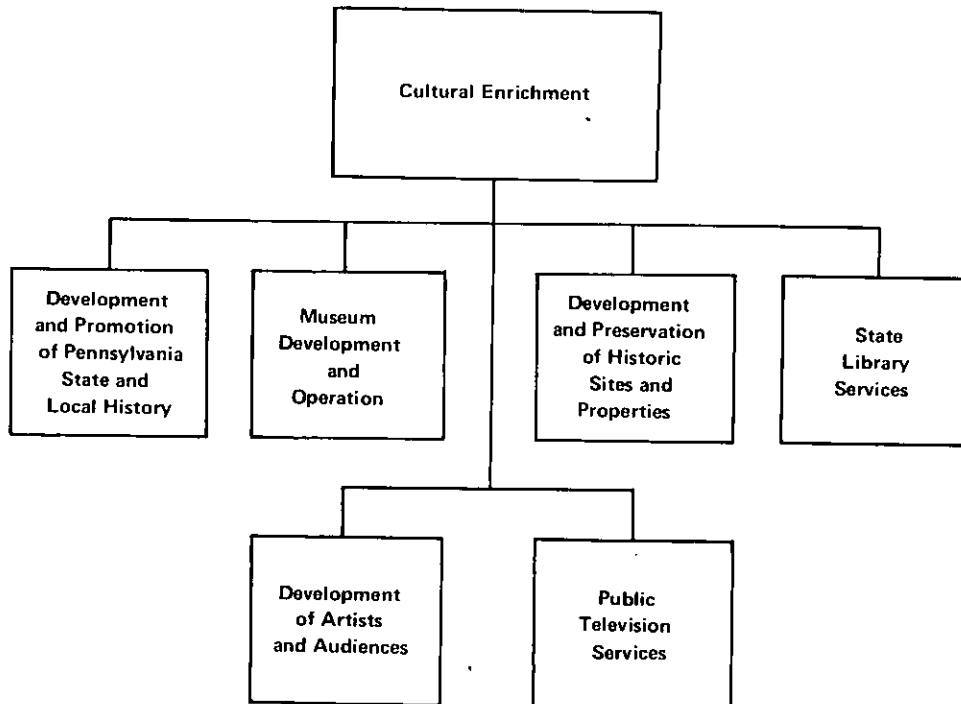 Cultural Enrichment
Development
and Promotion
of Pennsylvania
State and
Local History
Museum
Development
and
Operation
Development
and Preservation
of Historic
Sites and
Properties
State
Library
Services
Development
of Artists
and Audiences
Public
Television
Services